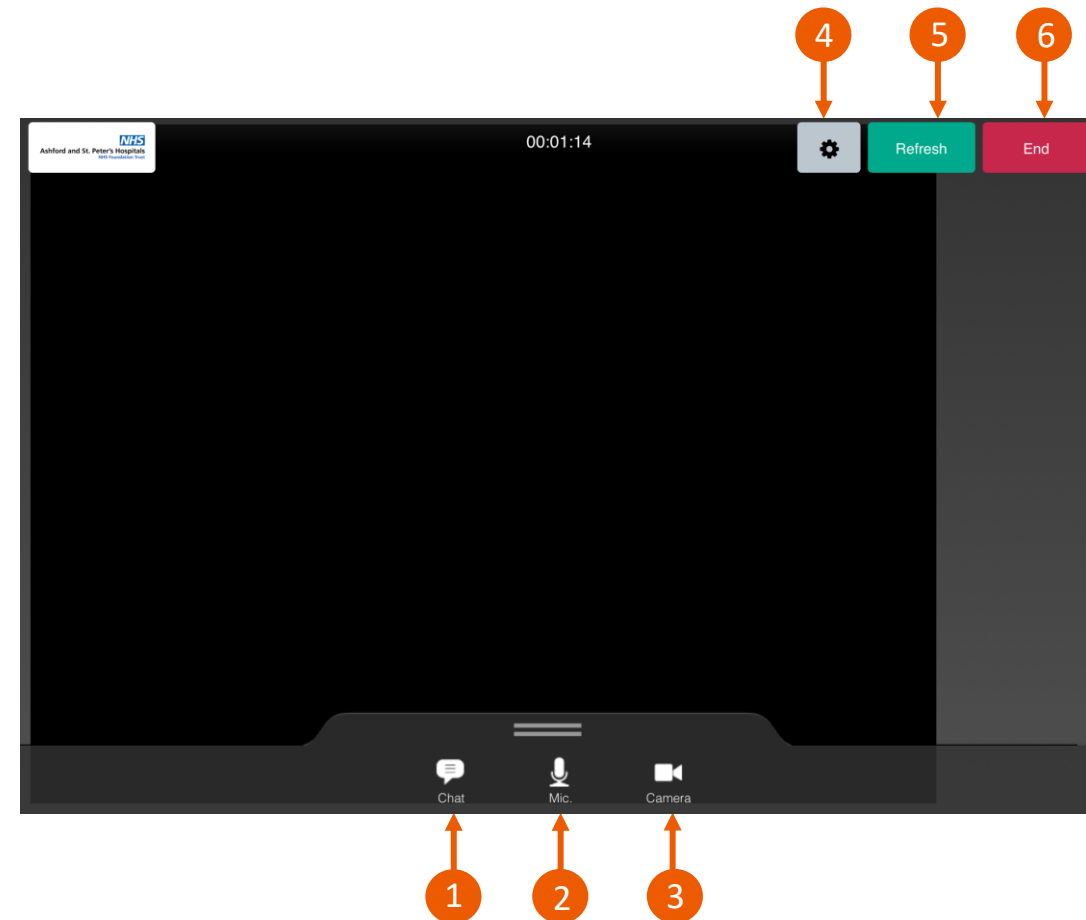 4 5 6
NHS
Ashford and St. Peter's Hospitals
NHS Foundation Trust
00:01:14
Refresh
End
Chat Mic. Camera
1 2 3